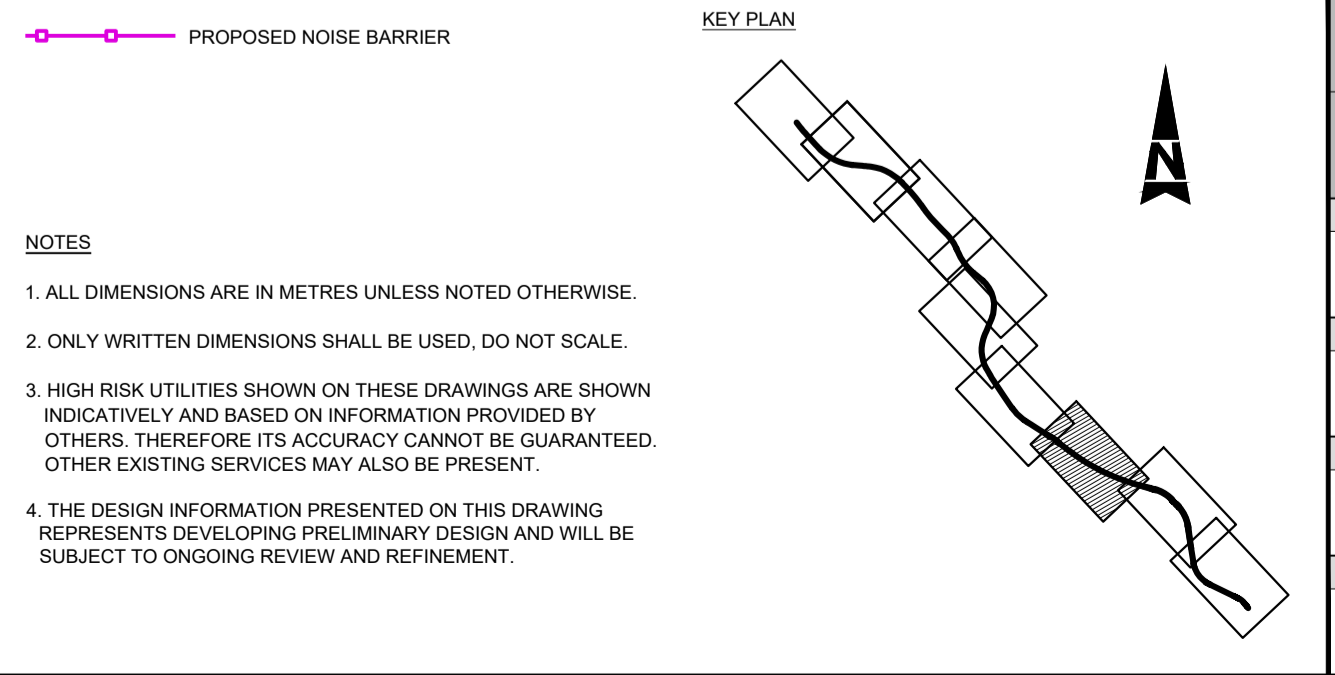 PROPOSED NOISE BARRIER
NOTES
1. ALL DIMENSIONS ARE IN METRES UNLESS NOTED OTHERWISE.
2. ONLY WRITTEN DIMENSIONS SHALL BE USED, DO NOT SCALE.
3. HIGH RISK UTILITIES SHOWN ON THESE DRAWINGS ARE SHOWN
INDICATIVELY AND BASED ON INFORMATION PROVIDED BY
OTHERS. THEREFORE ITS ACCURACY CANNOT BE GUARANTEED.
OTHER EXISTING SERVICES MAY ALSO BE PRESENT.
4. THE DESIGN INFORMATION PRESENTED ON THIS DRAWING
REPRESENTS DEVELOPING PRELIMINARY DESIGN AND WILL BE
SUBJECT TO ONGOING REVIEW AND REFINEMENT.
KEY PLAN
N